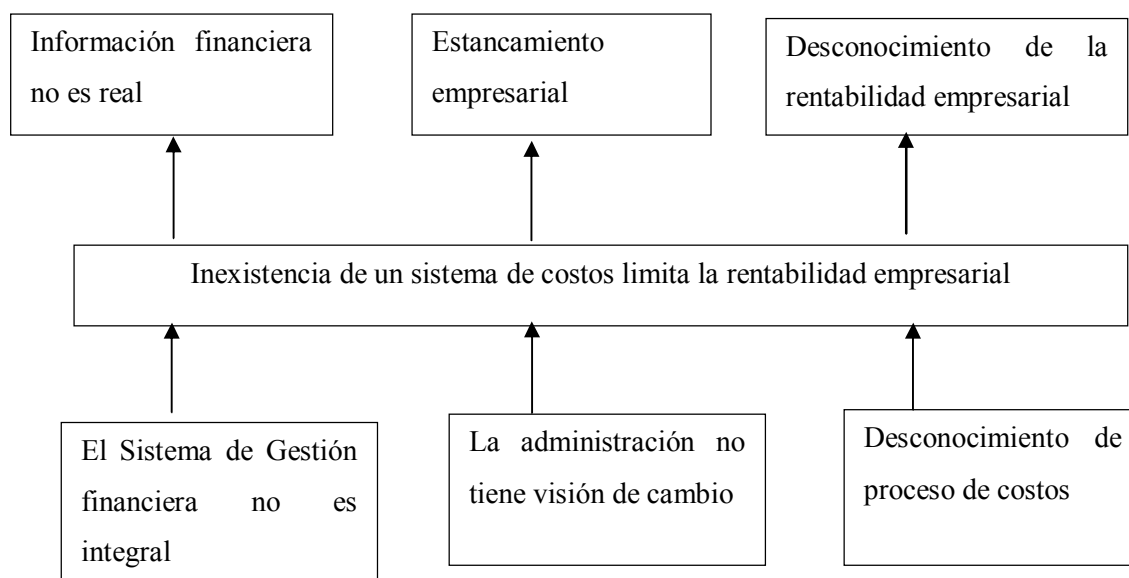 Información financiera
no es real
Estancamiento
empresarial
Desconocimiento de la
rentabilidad empresarial
Inexistencia de un sistema de costos limita la rentabilidad empresarial
El Sistema de Gestión
financiera no es
integral
La administración no
tiene visión de cambio
Desconocimiento de
proceso de costos